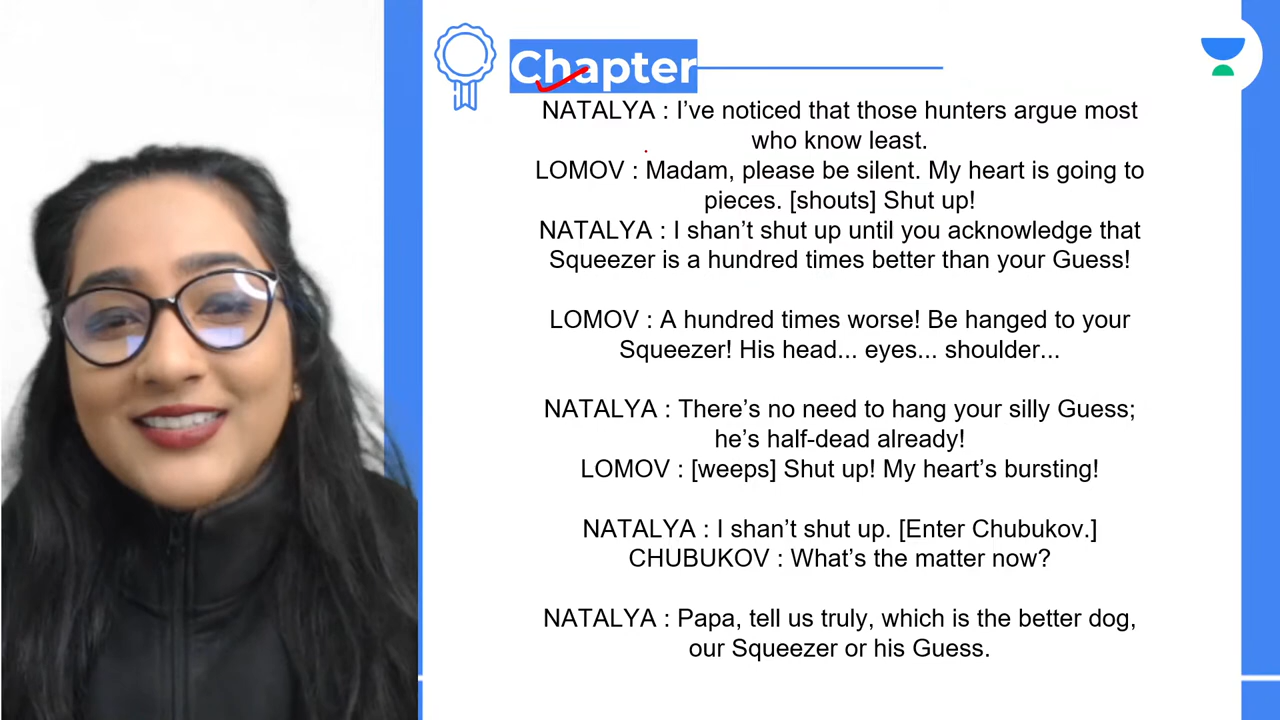 Chapter
NATALYA : I’ve noticed that those hunters argue most
who know least.
LOMOV : Madam, please be silent. My heart is going to
pieces. [shouts] Shut up!
NATALYA : I shan’t shut up until you acknowledge that
Squeezer is a hundred times better than your Guess!
LOMOV : A hundred times worse! Be hanged to your
Squeezer! His head... eyes... shoulder...
NATALYA : There’s no need to hang your silly Guess;
he’s half-dead already!
LOMOV : [weeps] Shut up! My heart’s bursting!
NATALYA : I shan’t shut up. [Enter Chubukov.]
CHUBUKOV : What’s the matter now?
NATALYA : Papa, tell us truly, which is the better dog,
our Squeezer or his Guess.